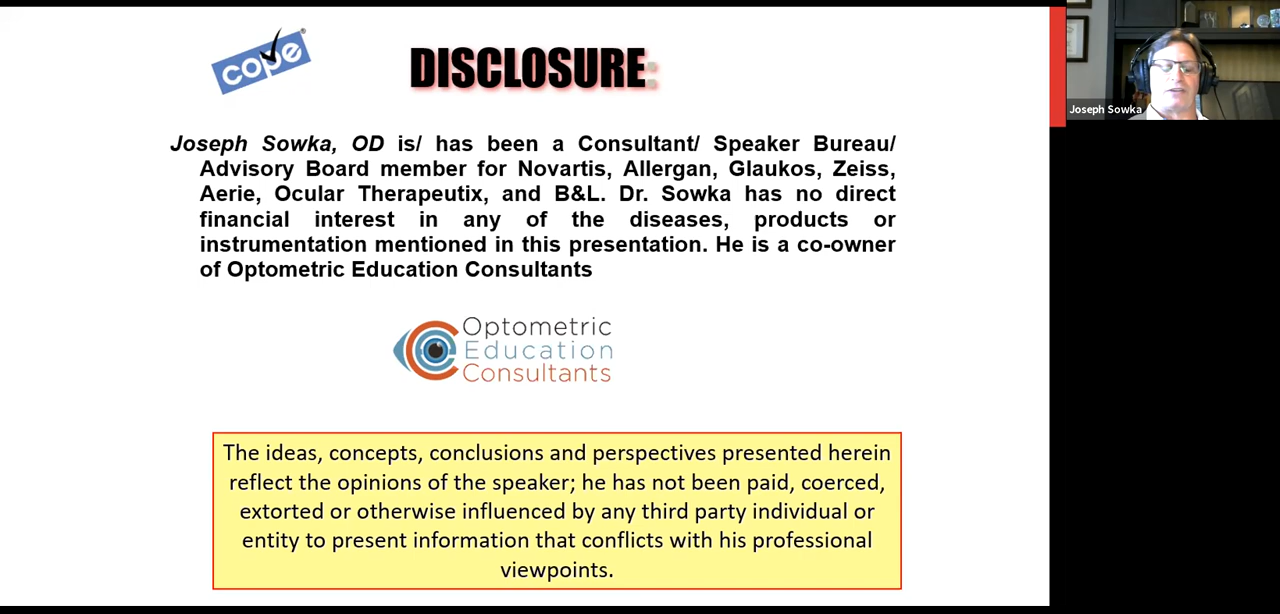 cope
DISCLOSURE:
Joseph Sowka
Joseph Sowka, OD is/ has been a Consultant/ Speaker Bureau/
Advisory Board member for Novartis, Allergan, Glaukos, Zeiss,
Aerie, Ocular Therapeutix, and B&L. Dr. Sowka has no direct
financial interest in any of the diseases, products or
instrumentation mentioned in this presentation. He is a co-owner
of Optometric Education Consultants
Optometric
Education
Consultants
The ideas, concepts, conclusions and perspectives presented herein
reflect the opinions of the speaker; he has not been paid, coerced,
extorted or otherwise influenced by any third party individual or
entity to present information that conflicts with his professional
viewpoints.